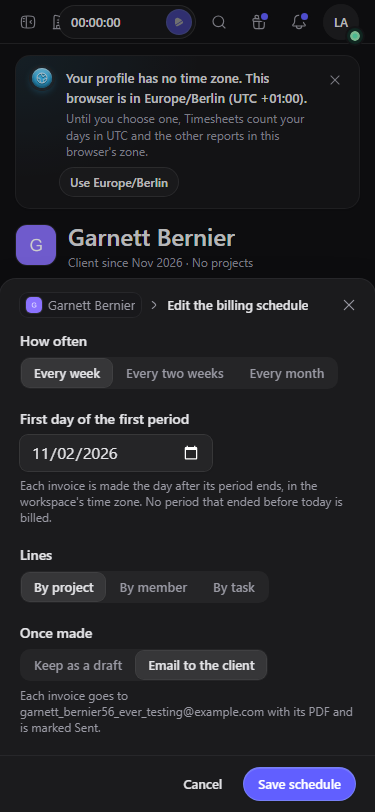 00:00:00
LA
Your profile has no time zone. This
browser is in Europe/Berlin (UTC +01:00).
Until you choose one, Timesheets count your
days in UTC and the other reports in this
browser's zone.
Use Europe/Berlin
G
Garnett Bernier
Client since Nov 2026 · No projects
G Garnett Bernier > Edit the billing schedule
How often
Every week Every two weeks Every month
First day of the first period
11/02/2026
Each invoice is made the day after its period ends, in the
workspace's time zone. No period that ended before today is
billed.
Lines
By project By member By task
Once made
Keep as a draft Email to the client
Each invoice goes to
garnett_bernier56_ever_testing@example.com with its PDF and
is marked Sent.
Cancel Save schedule